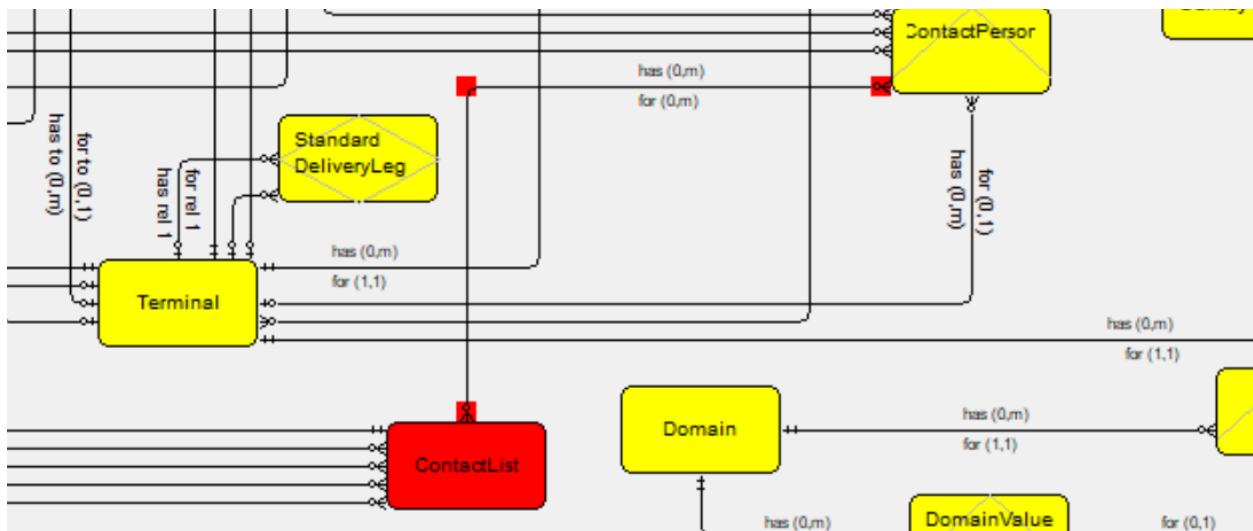 ContactPerson
has (0,m)
for (0,m)
Standard
DeliveryLeg
for to (0,1)
has to (0,m)
for rel 1
has rel 1
for (0,1)
has (0,m)
has (0,m)
for (1,1)
Terminal
has (0,m)
for (1,1)
has (0,m)
for (1,1)
Domain
ContactList
DomainValue
has (0,m)
for (0,1)